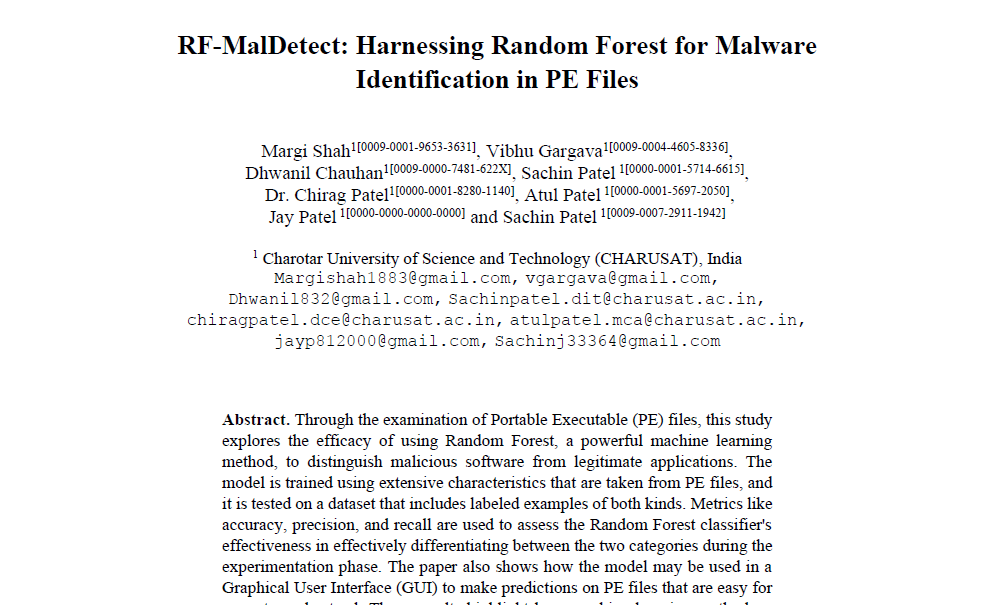 RF-MalDetect: Harnessing Random Forest for Malware
Identification in PE Files
Margi Shah1[0009-0001-9653-3631], Vibhu Gargava1[0009-0004-4605-8336],
Dhwanil Chauhan1[0009-0000-7481-622X], Sachin Patel 1[0000-0001-5714-6615],
Dr. Chirag Patel1[0000-0001-8280-1140], Atul Patel 1[0000-0001-5697-2050],
Jay Patel 1[0000-0000-0000-0000] and Sachin Patel 1[0009-0007-2911-1942]
1 Charotar University of Science and Technology (CHARUSAT), India
Margishah1883@gmail.com, vgargava@gmail.com,
Dhwanil832@gmail.com, Sachinpatel.dit@charusat.ac.in,
chiragpatel.dce@charusat.ac.in, atulpatel.mca@charusat.ac.in,
jayp812000@gmail.com, Sachinj33364@gmail.com
Abstract. Through the examination of Portable Executable (PE) files, this study
explores the efficacy of using Random Forest, a powerful machine learning
method, to distinguish malicious software from legitimate applications. The
model is trained using extensive characteristics that are taken from PE files, and
it is tested on a dataset that includes labeled examples of both kinds. Metrics like
accuracy, precision, and recall are used to assess the Random Forest classifier's
effectiveness in effectively differentiating between the two categories during the
experimentation phase. The paper also shows how the model may be used in a
Graphical User Interface (GUI) to make predictions on PE files that are easy for